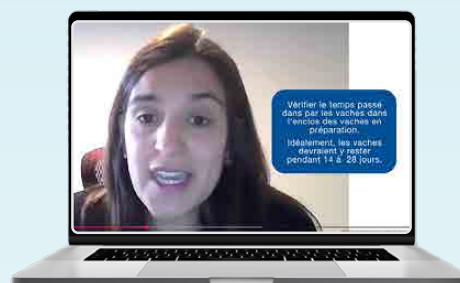 Vérifier le temps passé
dans par les vaches dans
l'enclos des vaches en
préparation.
Idéalement, les vaches
devraient y rester
pendant 14 à 28 jours.